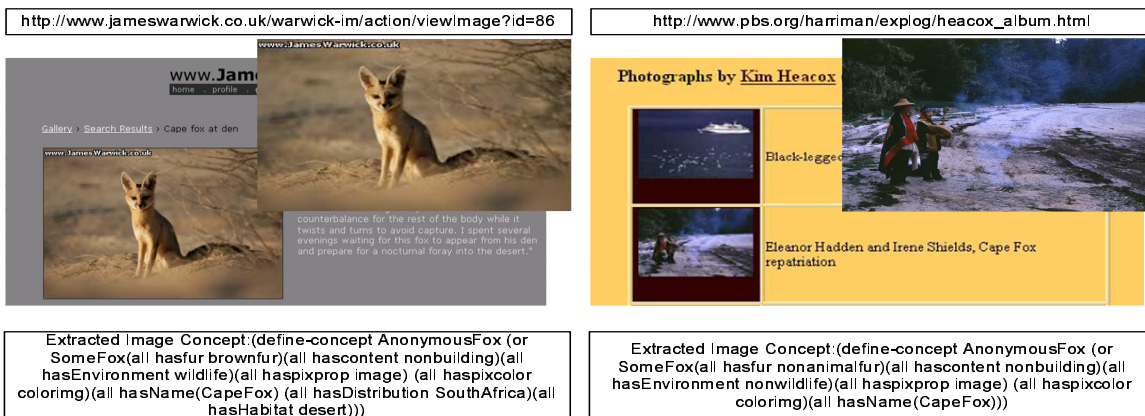 http://www.jameswarwick.co.uk/warwick-im/action/viewImage?id=86
www.JamesWarwick.co.uk
www.Jam
home . profile .
Gallery › Search Results › Cape fox at den
www.JamesWarwick.co.uk
counterbalance for the rest of the body while it
twists and turns to avoid capture. I spent several
evenings waiting for this fox to appear from his den
and prepare for a nocturnal foray into the desert."
Extracted Image Concept:(define-concept AnonymousFox (or
SomeFox(all hasfur brownfur)(all hascontent nonbuilding)(all
hasEnvironment wildlife)(all haspixprop image) (all haspixcolor
colorimg)(all hasName(CapeFox) (all hasDistribution SouthAfrica)(all
hasHabitat desert)))
http://www.pbs.org/harriman/explog/heacox_album.html
Photographs by Kim Heacox
Black-legged
Eleanor Hadden and Irene Shields, Cape Fox
repatriation
Extracted Image Concept:(define-concept AnonymousFox (or
SomeFox(all hasfur nonanimalfur)(all hascontent nonbuilding)(all
hasEnvironment nonwildlife)(all haspixprop image) (all haspixcolor
colorimg)(all hasName(CapeFox)))